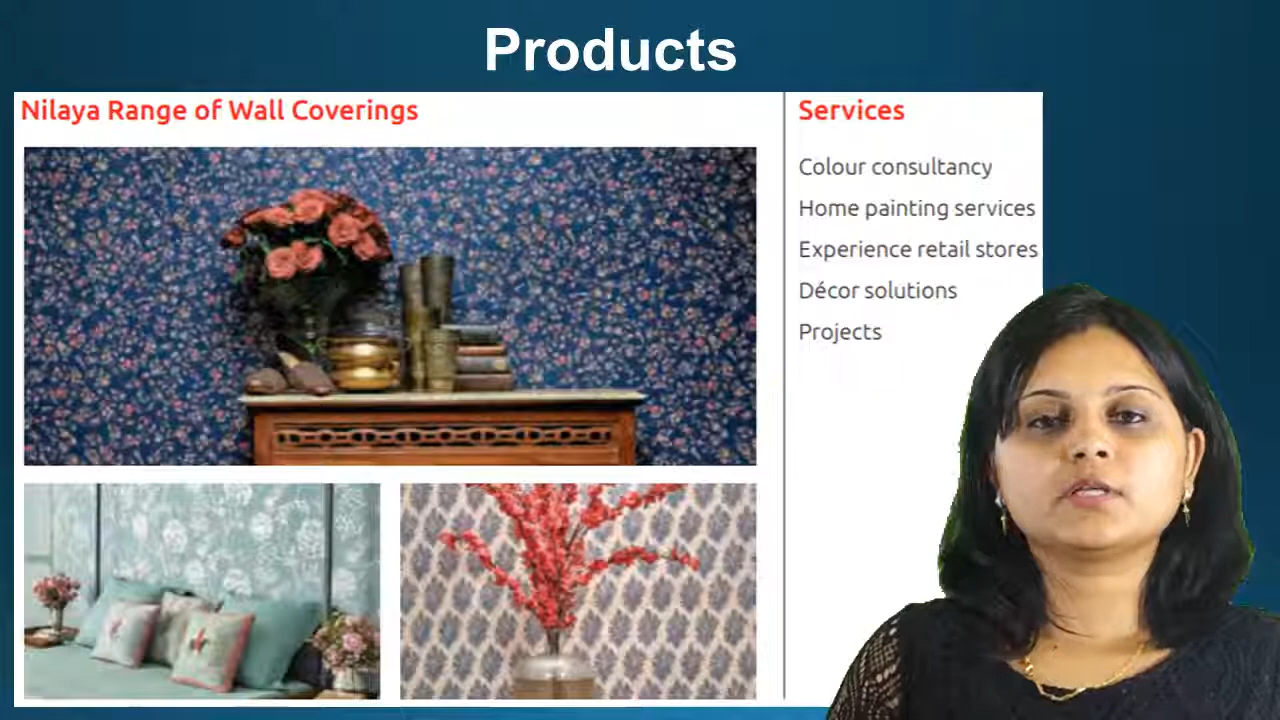 Products
Nilaya Range of Wall Coverings
Services
Colour consultancy
Home painting services
Experience retail stores
Décor solutions
Projects